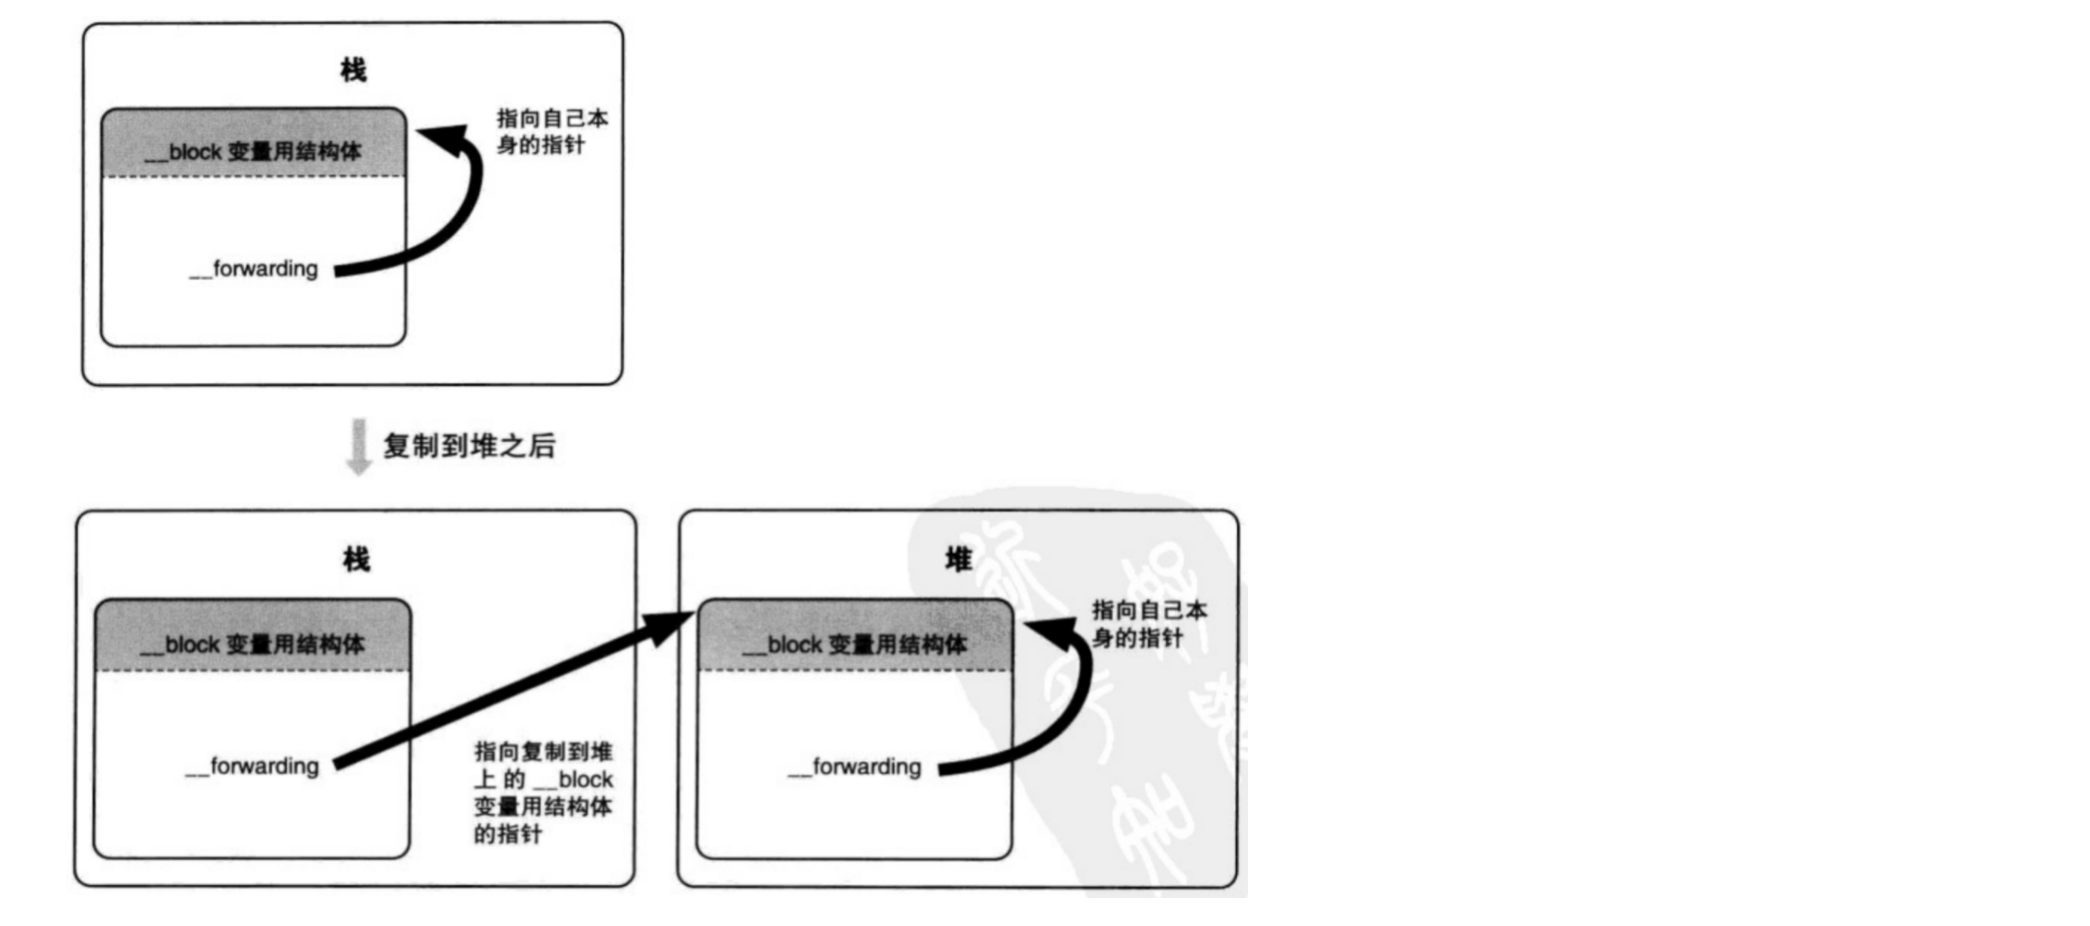 栈
__block 变量用结构体
指向自己本
身的指针
__forwarding
复制到堆之后
栈
__block 变量用结构体
__forwarding
指向复制到堆
上 的 __block
变量用结构体
的指针
堆
__block 变量用结构体
指向自己本
身的指针
__forwarding